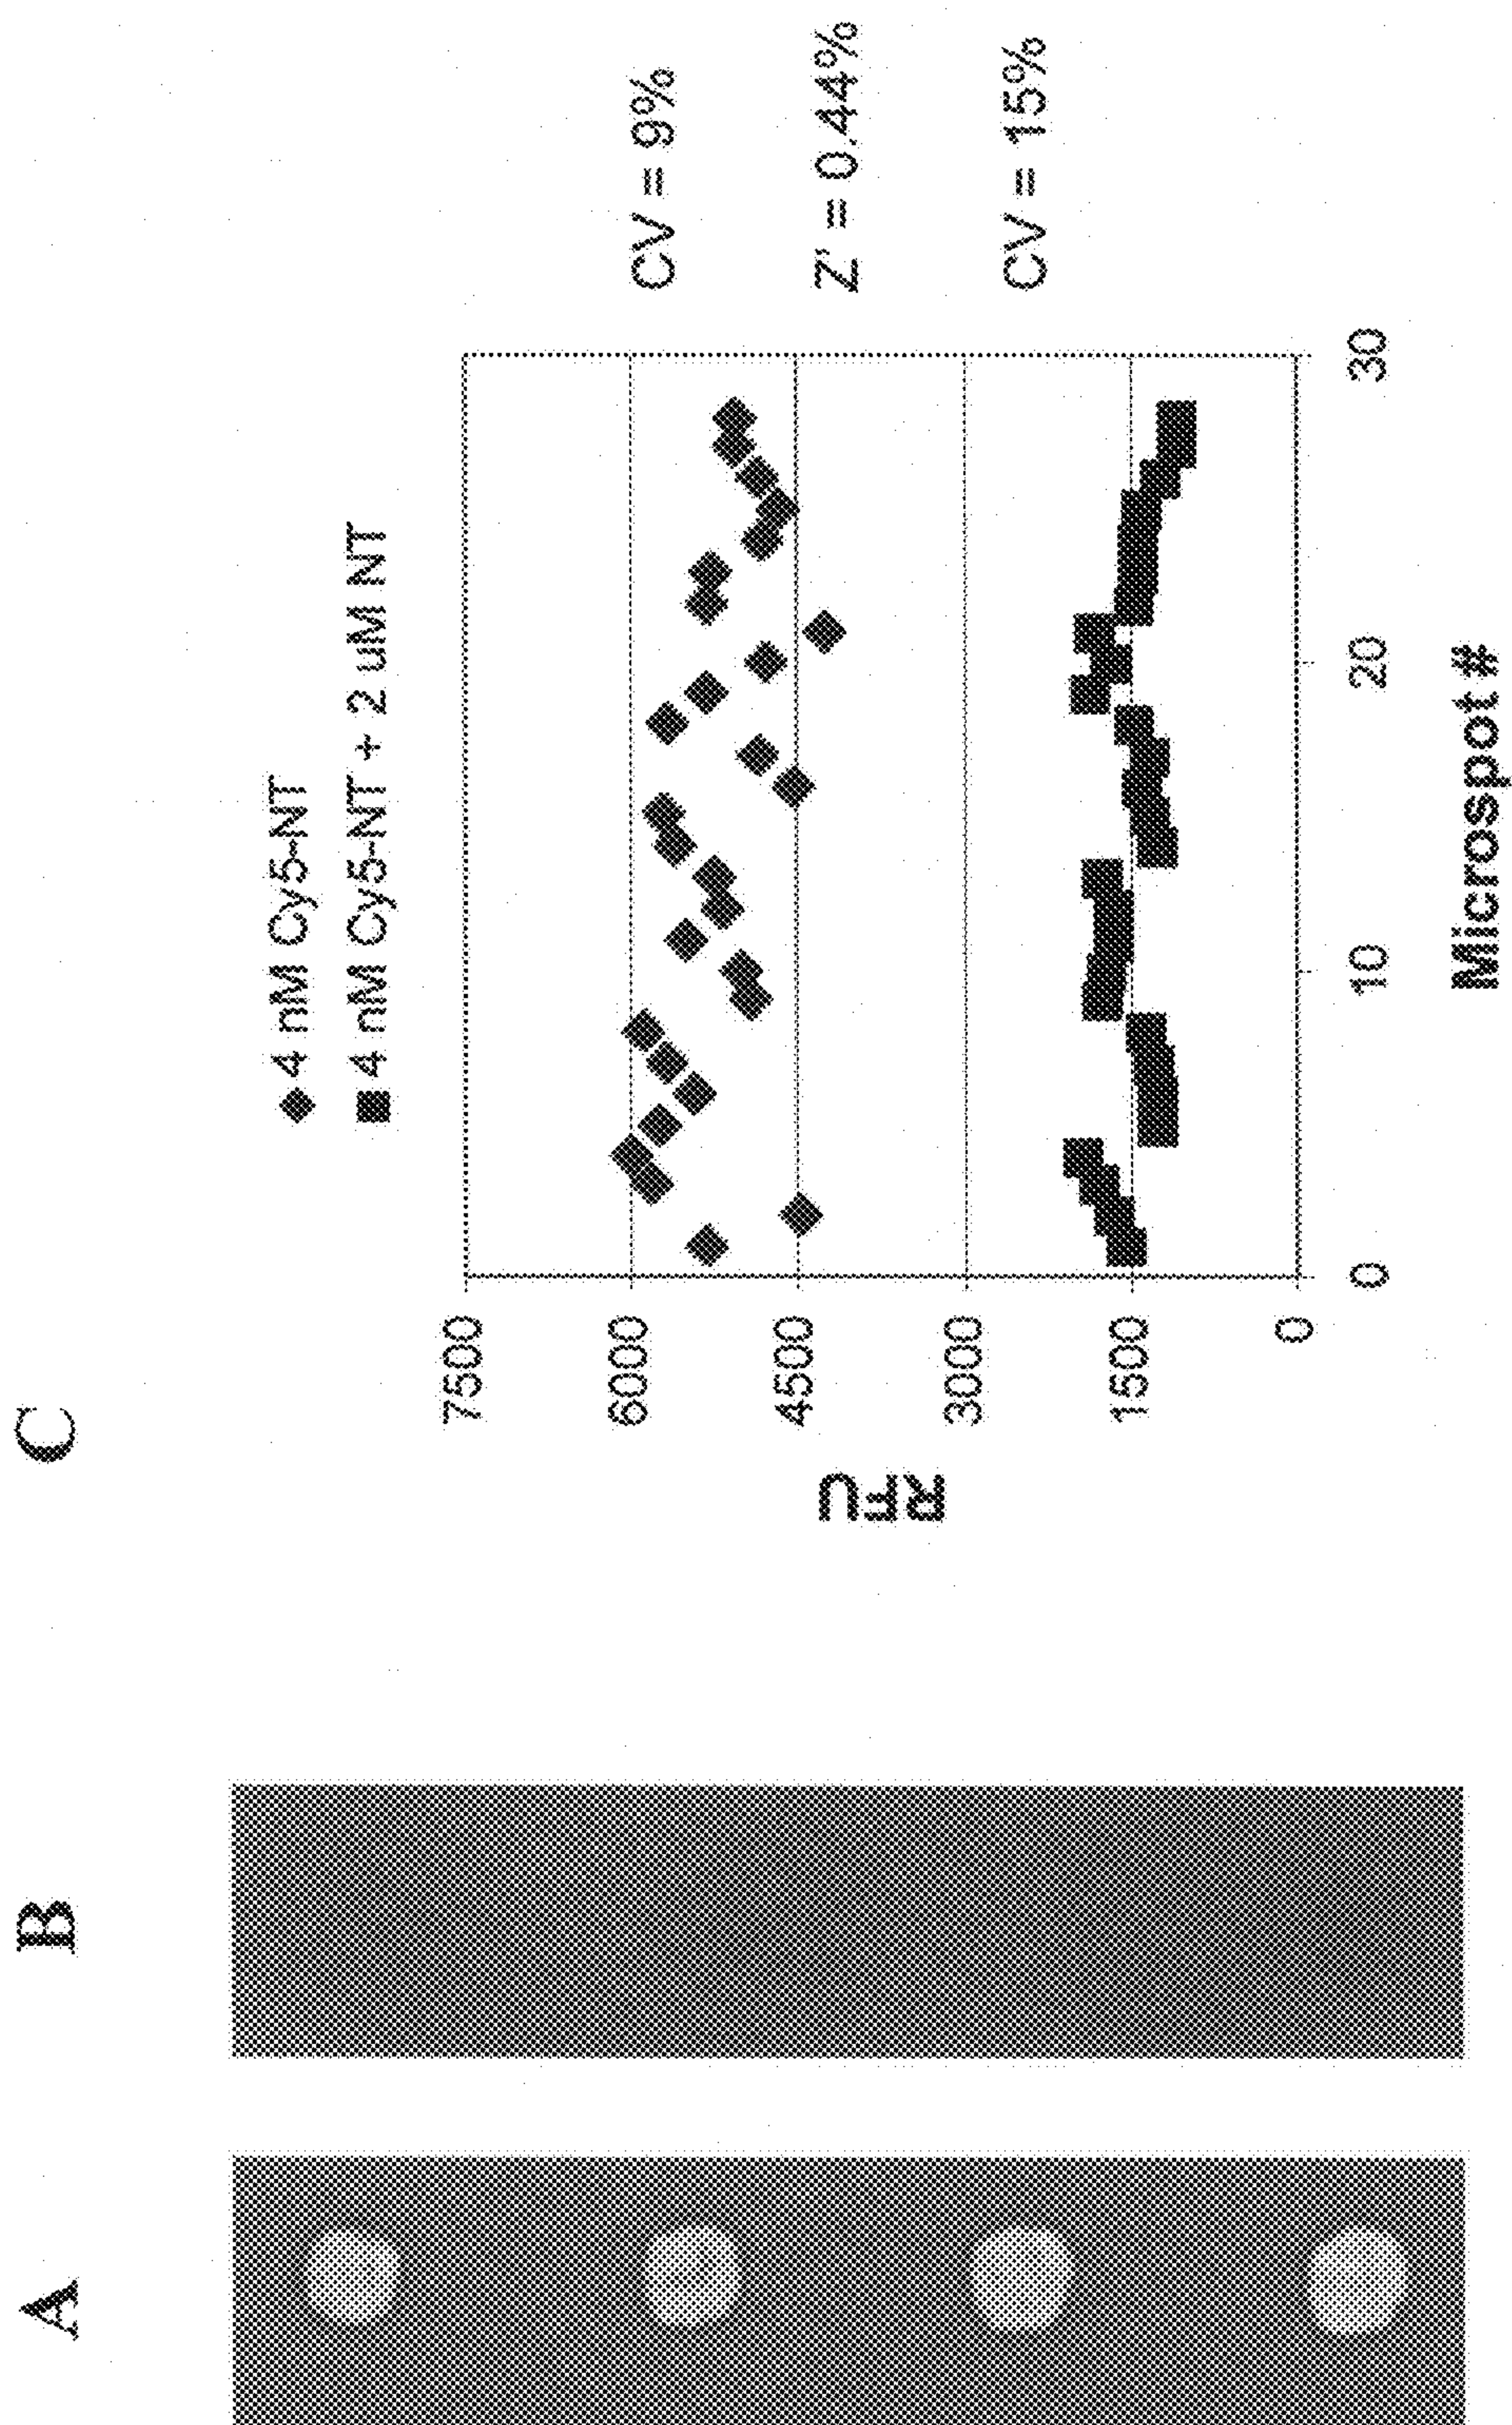 A
B
C
◆ 4 nM Cy5-NT
■ 4 nM Cy5-NT + 2 uM NT
7500
6000
4500
3000
1500
0
RFU
0
10
20
30
Microspot #
CV = 9%
Z' = 0.44%
CV = 15%